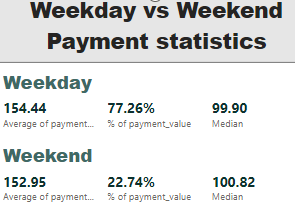 Weekday vs Weekend
Payment statistics
Weekday
154.44 77.26% 99.90
Average of payment... % of payment_value Median
Weekend
152.95 22.74% 100.82
Average of payment... % of payment_value Median